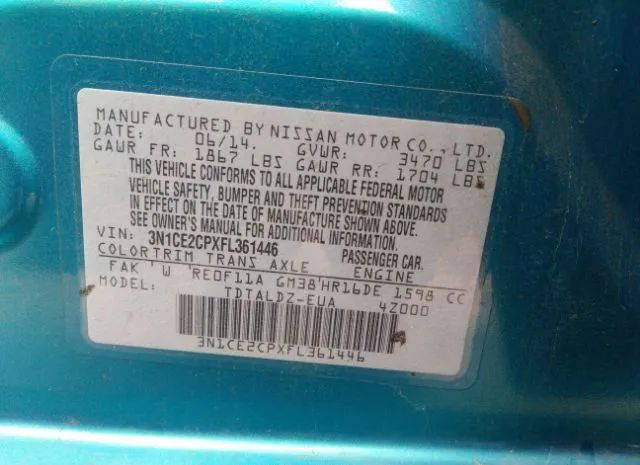 MANUFACTURED BY NISSAN MOTOR CO., LTD.
DATE: 06/14. GVWR: 3470 LBS
GAWR FR: 1867 LBS GAWR RR: 1704 LBS
THIS VEHICLE CONFORMS TO ALL APPLICABLE FEDERAL MOTOR
VEHICLE SAFETY, BUMPER AND THEFT PREVENTION STANDARDS
IN EFFECT ON THE DATE OF MANUFACTURE SHOWN ABOVE.
SEE OWNER'S MANUAL FOR ADDITIONAL INFORMATION.
VIN: 3N1CE2CPXFL361446 PASSENGER CAR.
COLOR TRIM TRANS AXLE ENGINE
FAK ' W ' RE0F11A GM38'HR16DE 1598 CC
MODEL: TDTALDZ-EUA 4Z000
3N1CE2CPXFL361446